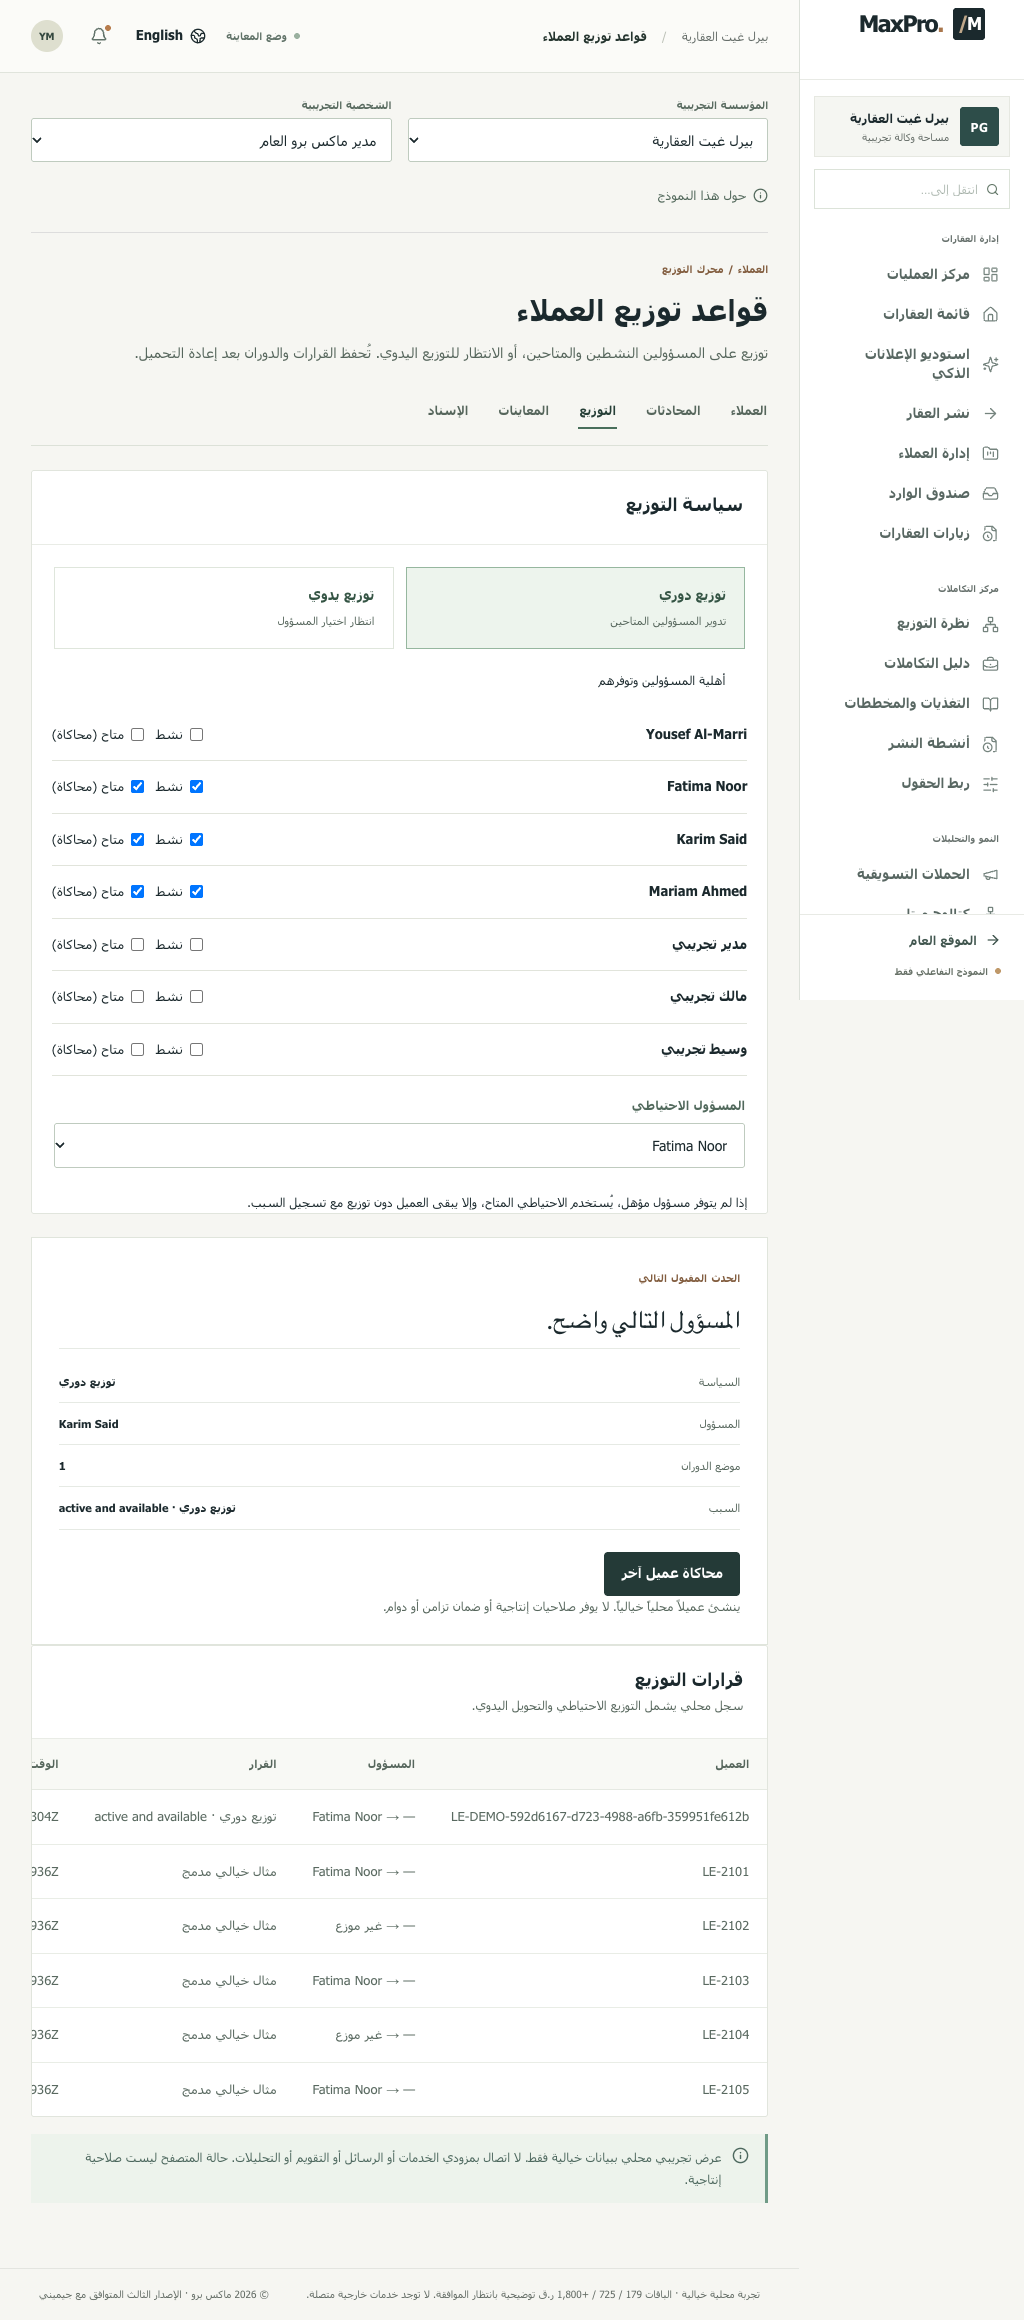 MaxPro.
/M
PG
بيرل غيت العقارية
مساحة وكالة تجريبية
انتقل إلى...
إدارة العقارات
مركز العمليات
قائمة العقارات
استوديو الإعلانات الذكي
نشر العقار
إدارة العملاء
صندوق الوارد
زيارات العقارات
مركز التكاملات
نظرة التوزيع
دليل التكاملات
التغذيات والمخططات
أنشطة النشر
ربط الحقول
النمو والتحليلات
الحملات التسويقية
الموقع العام
النموذج التفاعلي فقط
بيرل غيت العقارية / قواعد توزيع العملاء
وضع المعاينة
English
YM
المؤسسة التجريبية
بيرل غيت العقارية
الشخصية التجريبية
مدير ماكس برو العام
حول هذا النموذج
العملاء / محرك التوزيع
قواعد توزيع العملاء
توزيع على المسؤولين النشطين والمتاحين، أو الانتظار للتوزيع اليدوي. تُحفظ القرارات والدوران بعد إعادة التحميل.
العملاء المحادثات التوزيع المعاينات الإسناد
سياسة التوزيع
توزيع دوري
تدوير المسؤولين المتاحين
توزيع يدوي
انتظار اختيار المسؤول
أهلية المسؤولين وتوفرهم
Yousef Al-Marri نشط متاح (محاكاة)
Fatima Noor نشط متاح (محاكاة)
Karim Said نشط متاح (محاكاة)
Mariam Ahmed نشط متاح (محاكاة)
مدير تجريبي نشط متاح (محاكاة)
مالك تجريبي نشط متاح (محاكاة)
وسيط تجريبي نشط متاح (محاكاة)
المسؤول الاحتياطي
Fatima Noor
إذا لم يتوفر مسؤول مؤهل، يُستخدم الاحتياطي المتاح، وإلا يبقى العميل دون توزيع مع تسجيل السبب.
الحدث المقبول التالي
المسؤول التالي واضح.
السياسة توزيع دوري
المسؤول Karim Said
موضع الدوران 1
السبب توزيع دوري · active and available
محاكاة عميل آخر
ينشئ عميلاً محلياً خيالياً. لا يوفر صلاحيات إنتاجية أو ضمان تزامن أو دوام.
قرارات التوزيع
سجل محلي يشمل التوزيع الاحتياطي والتحويل اليدوي.
العميل المسؤول القرار الوقت
LE-DEMO-592d6167-d723-4988-a6fb-359951fe612b — → Fatima Noor توزيع دوري · active and available 304Z
LE-2101 — → Fatima Noor مثال خيالي مدمج 936Z
LE-2102 — → غير موزع مثال خيالي مدمج 936Z
LE-2103 — → Fatima Noor مثال خيالي مدمج 936Z
LE-2104 — → غير موزع مثال خيالي مدمج 936Z
LE-2105 — → Fatima Noor مثال خيالي مدمج 936Z
عرض تجريبي محلي ببيانات خيالية فقط. لا اتصال بمزودي الخدمات أو الرسائل أو التقويم أو التحليلات. حالة المتصفح ليست صلاحية
إنتاجية.
تجربة محلية خيالية · الباقات 179 / 725 / +1,800 ر.ق توضيحية بانتظار الموافقة. لا توجد خدمات خارجية متصلة.
© 2026 ماكس برو · الإصدار الثالث المتوافق مع جيميني